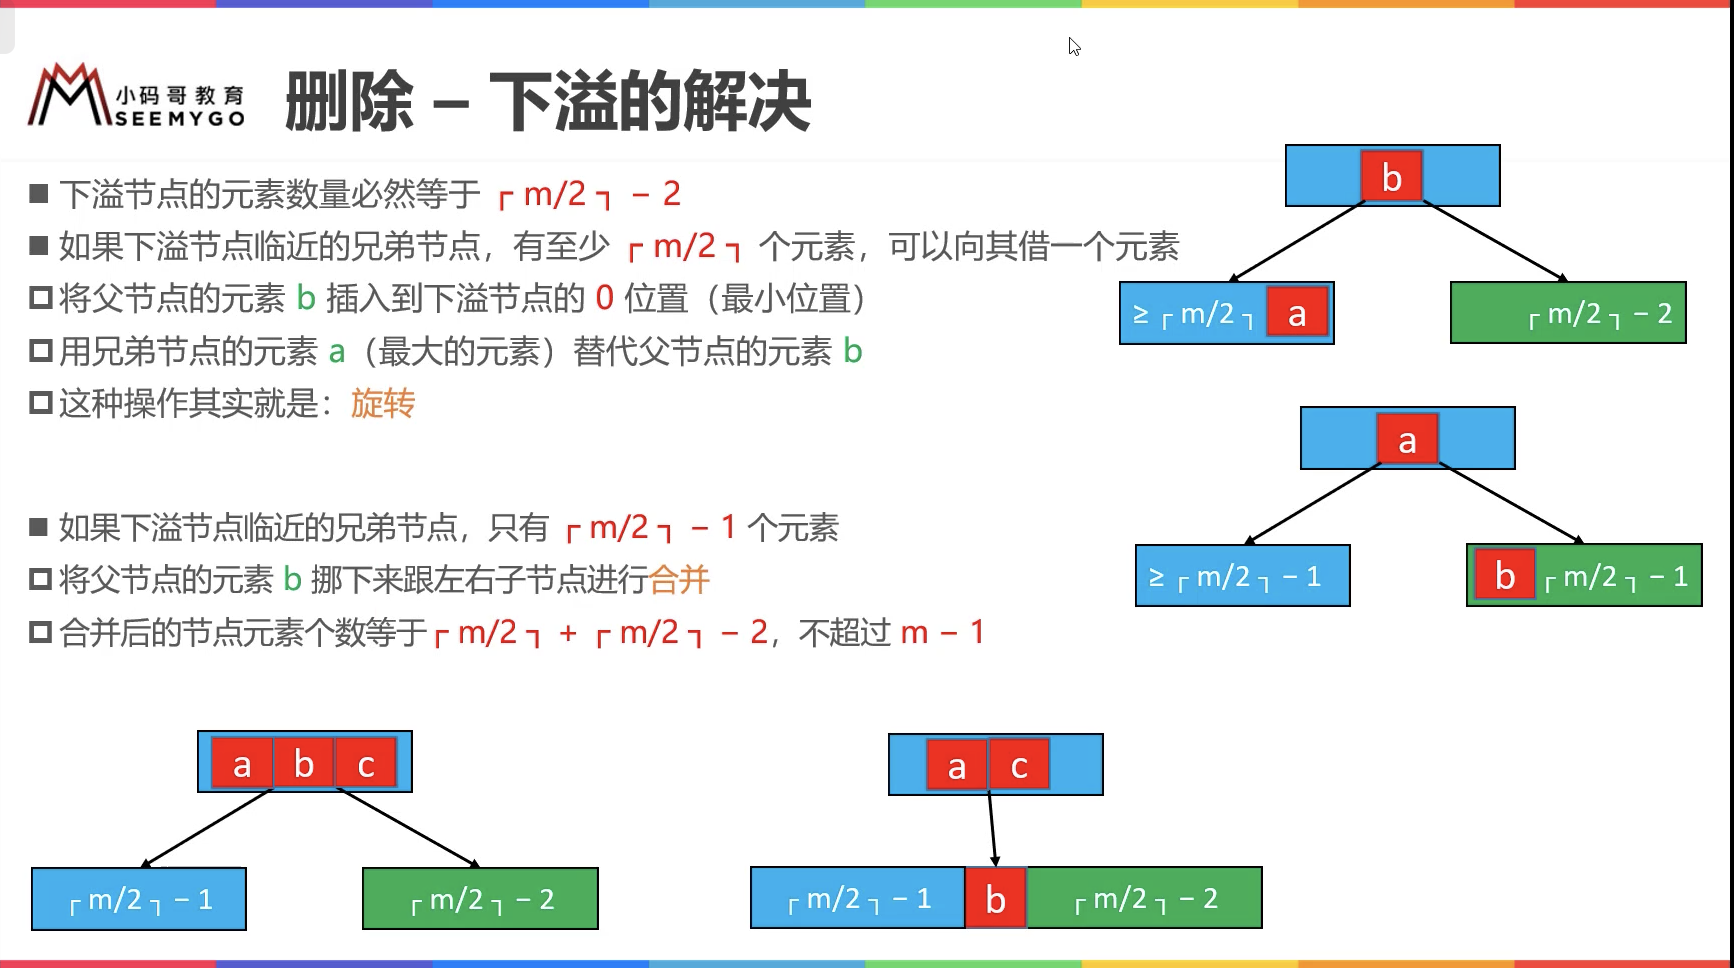 小码哥教育
SEEMYGO
删除 – 下溢的解决
■ 下溢节点的元素数量必然等于 ┌ m/2 ┐ − 2
■ 如果下溢节点临近的兄弟节点，有至少 ┌ m/2 ┐ 个元素，可以向其借一个元素
□ 将父节点的元素 b 插入到下溢节点的 0 位置（最小位置）
□ 用兄弟节点的元素 a（最大的元素）替代父节点的元素 b
□ 这种操作其实就是：旋转
■ 如果下溢节点临近的兄弟节点，只有 ┌ m/2 ┐ − 1 个元素
□ 将父节点的元素 b 挪下来跟左右子节点进行合并
□ 合并后的节点元素个数等于┌ m/2 ┐ + ┌ m/2 ┐ − 2，不超过 m − 1
b
≥ ┌ m/2 ┐ a
┌ m/2 ┐ − 2
a
≥ ┌ m/2 ┐ − 1
b ┌ m/2 ┐ − 1
a b c
┌ m/2 ┐ − 1
┌ m/2 ┐ − 2
a c
┌ m/2 ┐ − 1 b ┌ m/2 ┐ − 2